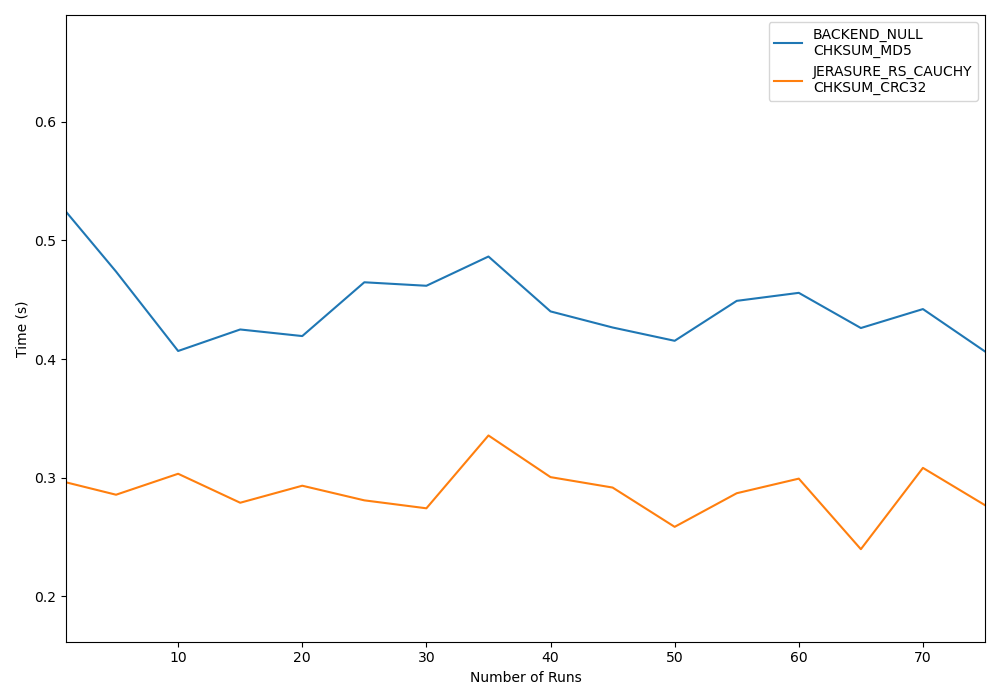 BACKEND_NULL
CHKSUM_MD5
JERASURE_RS_CAUCHY
CHKSUM_CRC32
0.6
0.5
0.4
0.3
0.2
Time (s)
10 20 30 40 50 60 70
Number of Runs